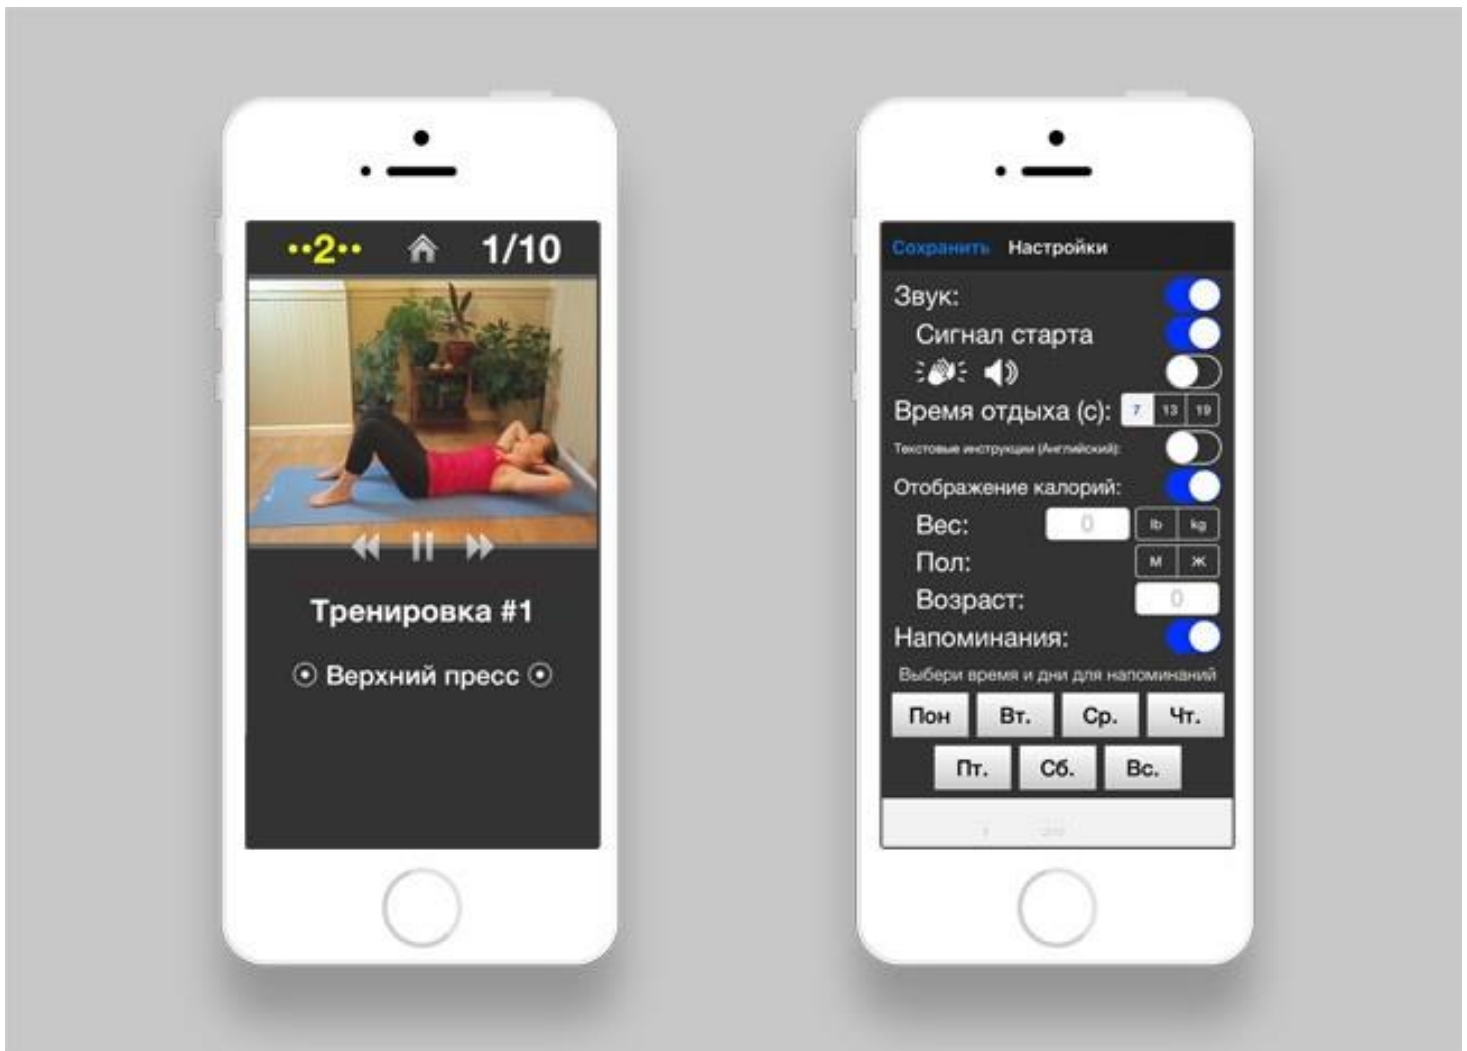 ••2•• 1/10
Тренировка #1
Верхний пресс
Сохранить Настройки
Звук:
Сигнал старта
Время отдыха (с): 7 13 19
Текстовые инструкции (Английский):
Отображение калорий:
Вес: 0 lb kg
Пол: М Ж
Возраст: 0
Напоминания:
Выбери время и дни для напоминаний
Пон Вт. Ср. Чт.
Пт. Сб. Вс.